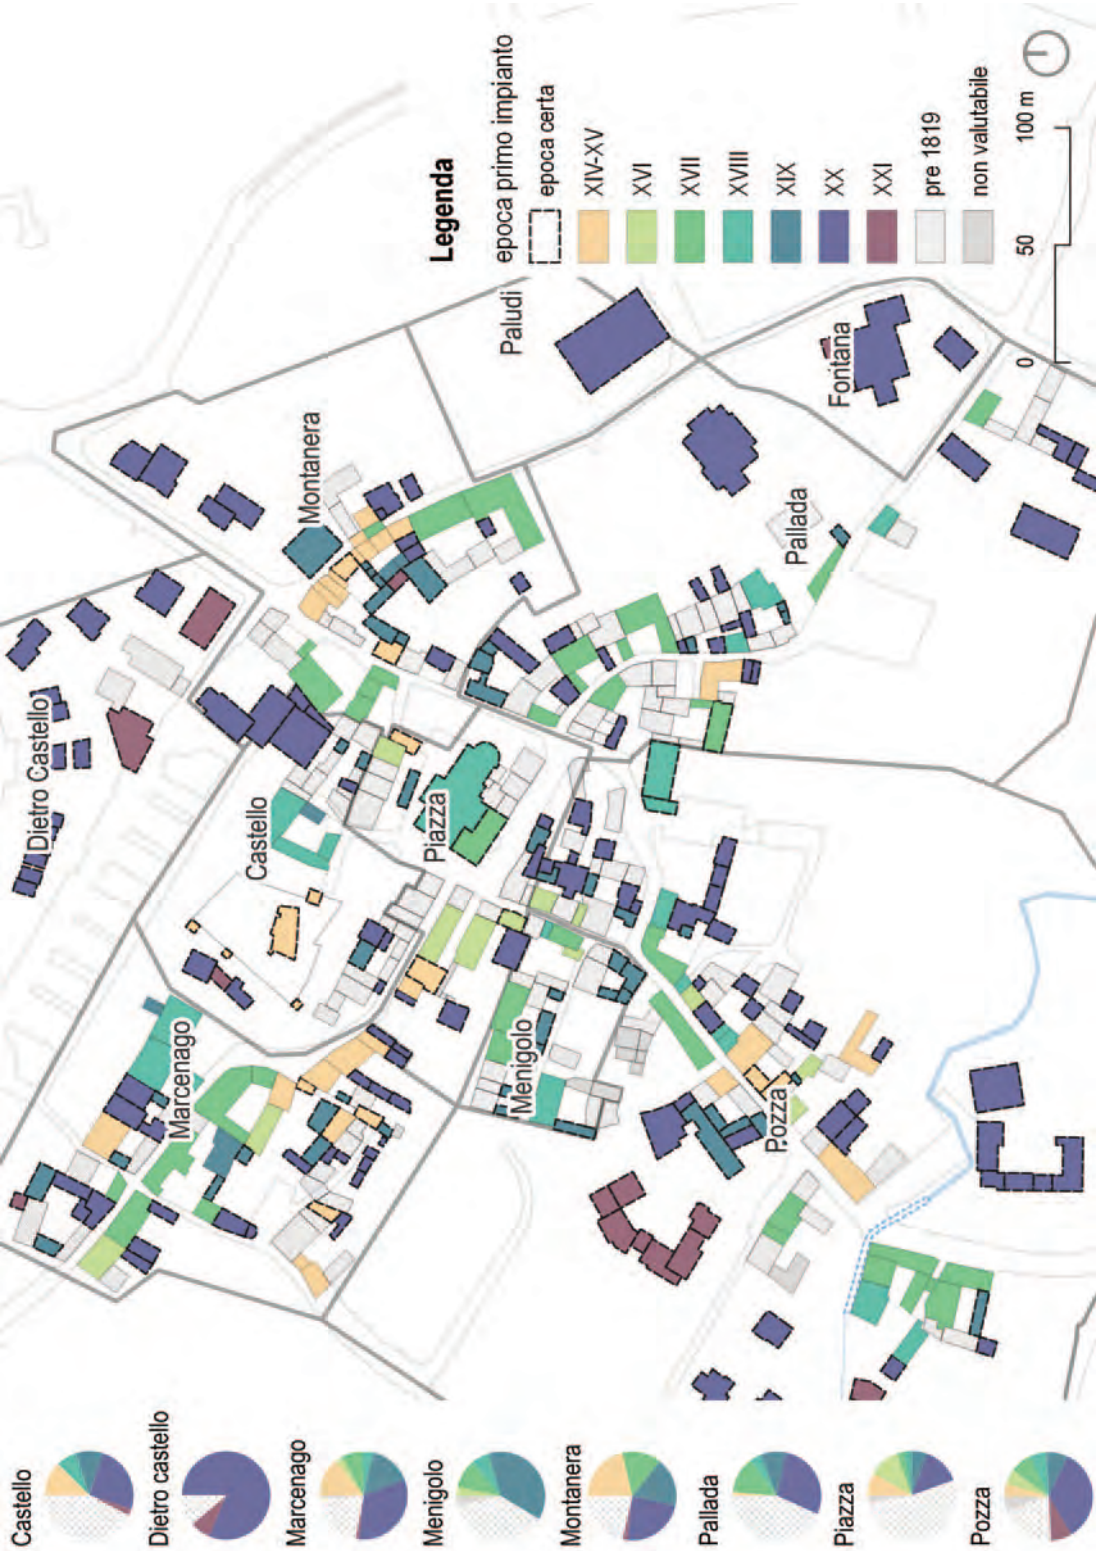 Legenda
epoca primo impianto
epoca certa
XIV-XV
XVI
XVII
XVIII
XIX
XX
XXI
pre 1819
non valutabile
0 50 100 m
Dietro Castello
Marcenago
Castello
Montanera
Piazza
Menigolo
Paludi
Pozza
Pallada
Fontana
Castello
Dietro castello
Marcenago
Menigolo
Montanera
Pallada
Piazza
Pozza